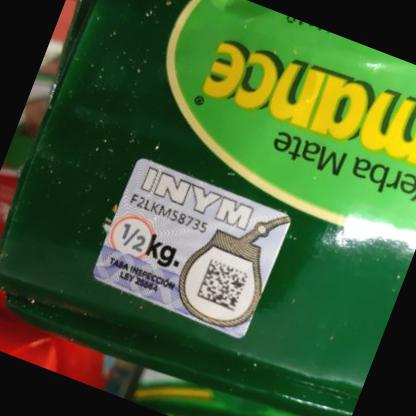 INYM
F2LKM58735
1/2 kg.
TASA INSPECCIÓN
LEY 25564
mance
®
Yerba Mate